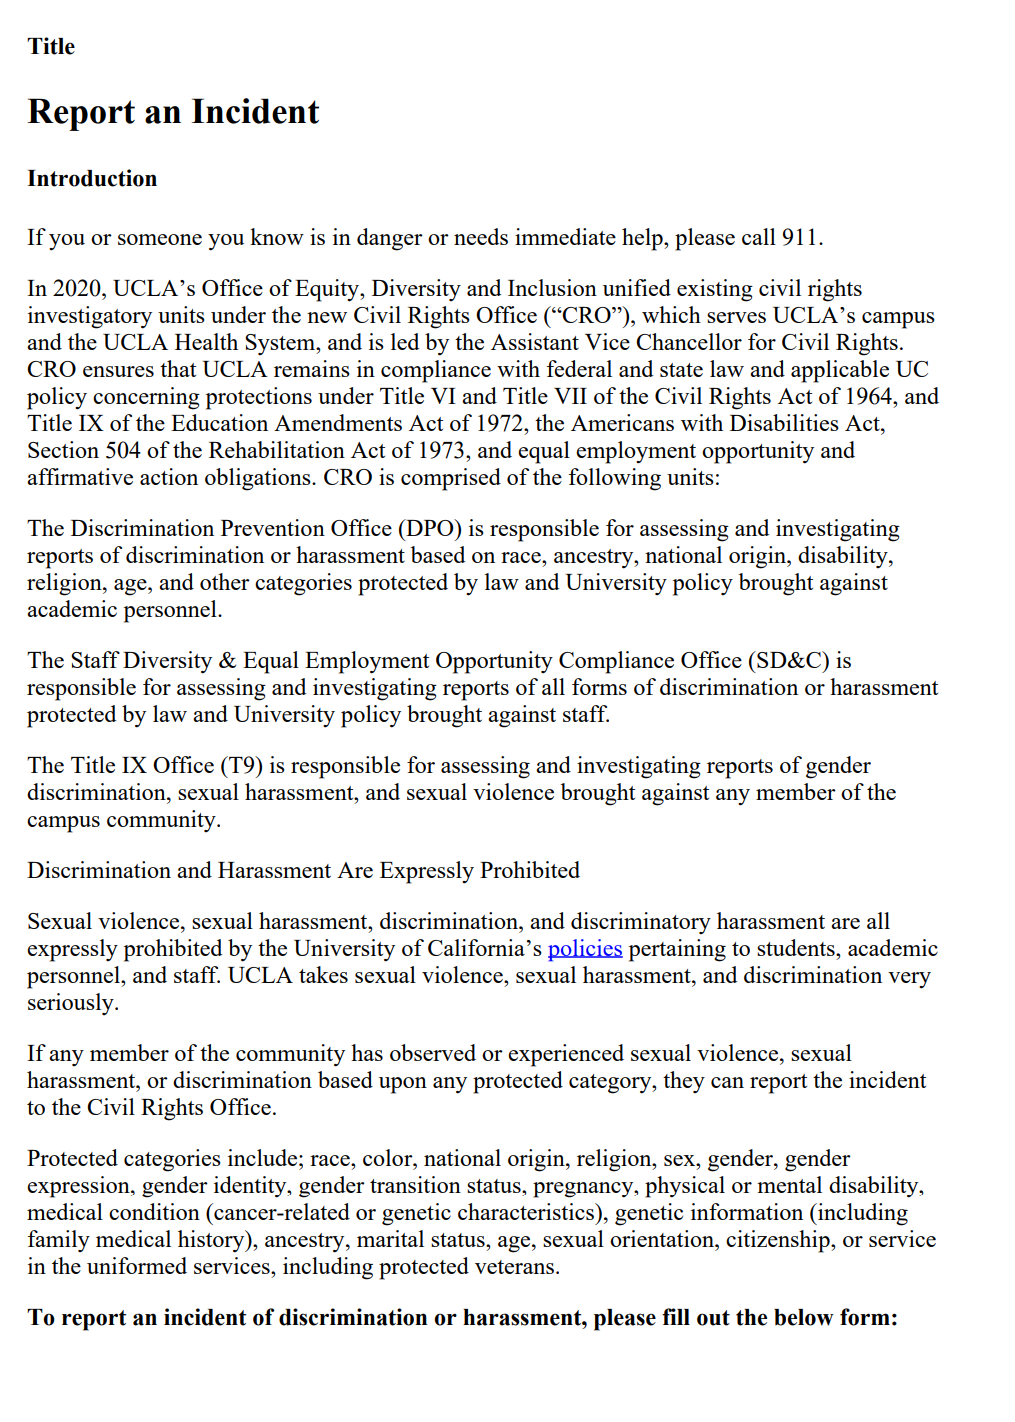 Title
Report an Incident
Introduction
If you or someone you know is in danger or needs immediate help, please call 911.
In 2020, UCLA’s Office of Equity, Diversity and Inclusion unified existing civil rights
investigatory units under the new Civil Rights Office (“CRO”), which serves UCLA’s campus
and the UCLA Health System, and is led by the Assistant Vice Chancellor for Civil Rights.
CRO ensures that UCLA remains in compliance with federal and state law and applicable UC
policy concerning protections under Title VI and Title VII of the Civil Rights Act of 1964, and
Title IX of the Education Amendments Act of 1972, the Americans with Disabilities Act,
Section 504 of the Rehabilitation Act of 1973, and equal employment opportunity and
affirmative action obligations. CRO is comprised of the following units:
The Discrimination Prevention Office (DPO) is responsible for assessing and investigating
reports of discrimination or harassment based on race, ancestry, national origin, disability,
religion, age, and other categories protected by law and University policy brought against
academic personnel.
The Staff Diversity & Equal Employment Opportunity Compliance Office (SD&C) is
responsible for assessing and investigating reports of all forms of discrimination or harassment
protected by law and University policy brought against staff.
The Title IX Office (T9) is responsible for assessing and investigating reports of gender
discrimination, sexual harassment, and sexual violence brought against any member of the
campus community.
Discrimination and Harassment Are Expressly Prohibited
Sexual violence, sexual harassment, discrimination, and discriminatory harassment are all
expressly prohibited by the University of California’s policies pertaining to students, academic
personnel, and staff. UCLA takes sexual violence, sexual harassment, and discrimination very
seriously.
If any member of the community has observed or experienced sexual violence, sexual
harassment, or discrimination based upon any protected category, they can report the incident
to the Civil Rights Office.
Protected categories include; race, color, national origin, religion, sex, gender, gender
expression, gender identity, gender transition status, pregnancy, physical or mental disability,
medical condition (cancer-related or genetic characteristics), genetic information (including
family medical history), ancestry, marital status, age, sexual orientation, citizenship, or service
in the uniformed services, including protected veterans.
To report an incident of discrimination or harassment, please fill out the below form: